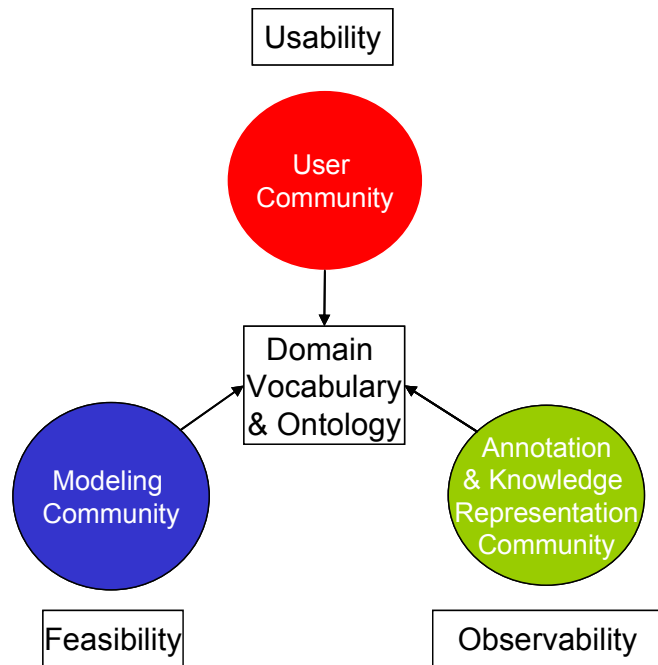 Usability
User
Community
Domain
Vocabulary
& Ontology
Modeling
Community
Annotation
& Knowledge
Representation
Community
Feasibility
Observability